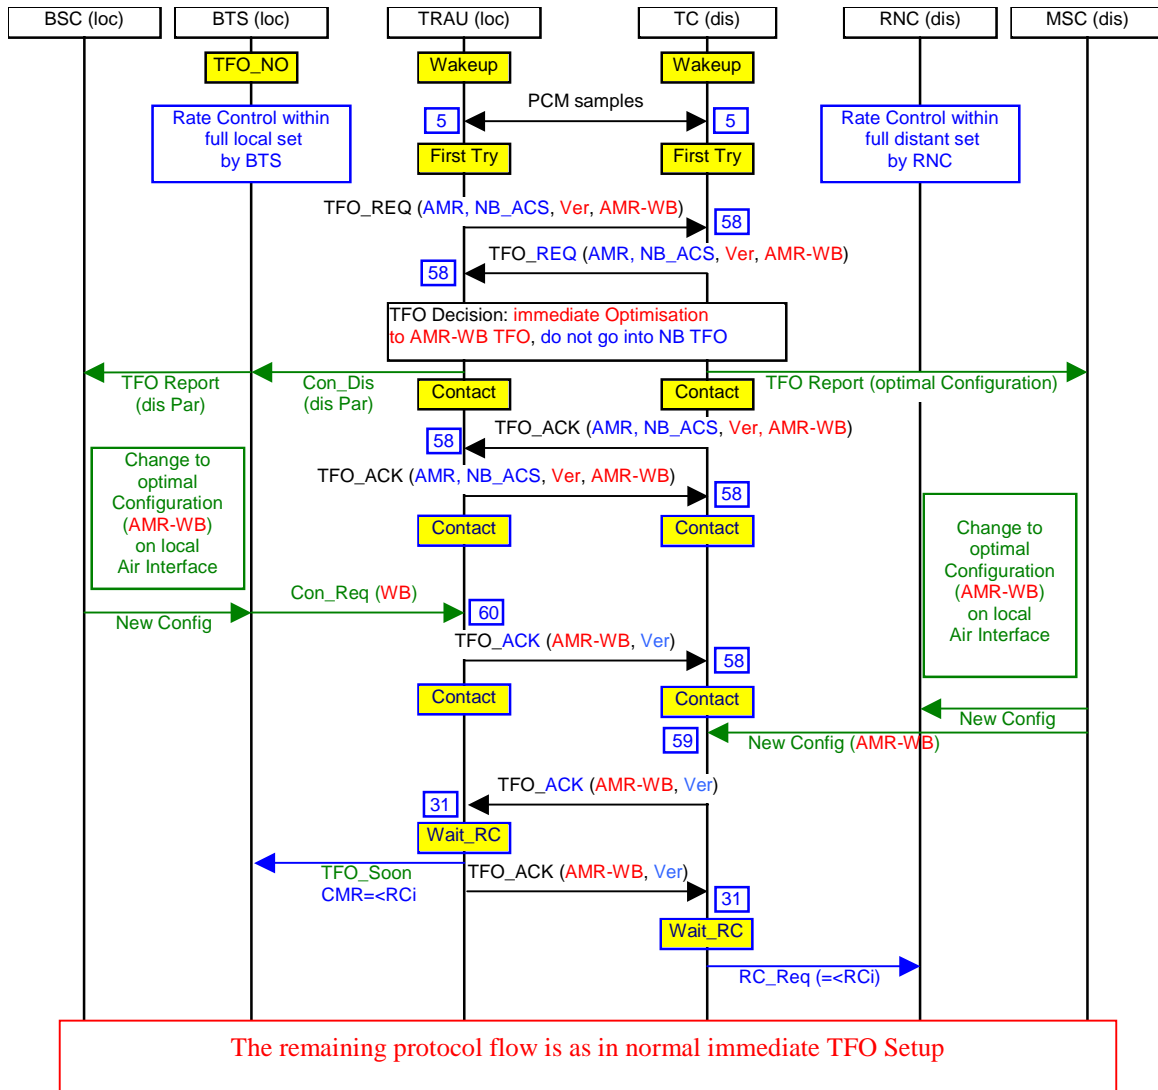 BSC (loc) BTS (loc) TRAU (loc) TC (dis) RNC (dis) MSC (dis)
TFO_NO Wakeup Wakeup
PCM samples
Rate Control within
full local set
by BTS
5 5
Rate Control within
full distant set
by RNC
First Try First Try
TFO_REQ (AMR, NB_ACS, Ver, AMR-WB)
58
TFO_REQ (AMR, NB_ACS, Ver, AMR-WB)
58
TFO Decision: immediate Optimisation
to AMR-WB TFO, do not go into NB TFO
TFO Report
(dis Par)
Con_Dis
(dis Par)
TFO Report (optimal Configuration)
Contact Contact
TFO_ACK (AMR, NB_ACS, Ver, AMR-WB)
58
TFO_ACK (AMR, NB_ACS, Ver, AMR-WB)
58
Change to
optimal
Configuration
(AMR-WB)
on local
Air Interface
Contact Contact
Change to
optimal
Configuration
(AMR-WB)
on local
Air Interface
Con_Req (WB)
New Config
60
TFO_ACK (AMR-WB, Ver)
58
Contact Contact
New Config
59
New Config (AMR-WB)
TFO_ACK (AMR-WB, Ver)
31
Wait_RC
TFO_Soon
CMR=<RCi
TFO_ACK (AMR-WB, Ver)
31
Wait_RC
RC_Req (=<RCi)
The remaining protocol flow is as in normal immediate TFO Setup